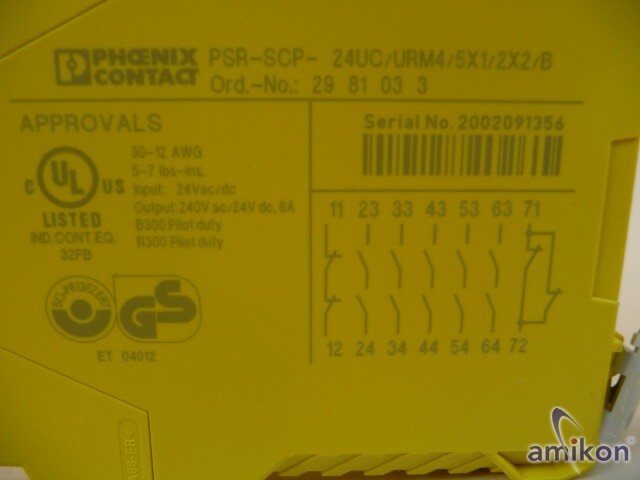 PHOENIX CONTACT
PSR-SCP- 24UC/URM4/5X1/2X2/B
Ord.-No.: 29 81 03 3
APPROVALS
Serial No. 2002091356
C UL US
LISTED
IND.CONT.EQ.
32FB
30-12 AWG
5-7 lbs-ins.
Input: 24Vac/dc
Output:240V ac/24V dc, 6A
B300 Pilot duty
R300 Pilot duty
GS
ET 04012
11 23 33 43 53 63 71
12 24 34 44 54 64 72
amikon®